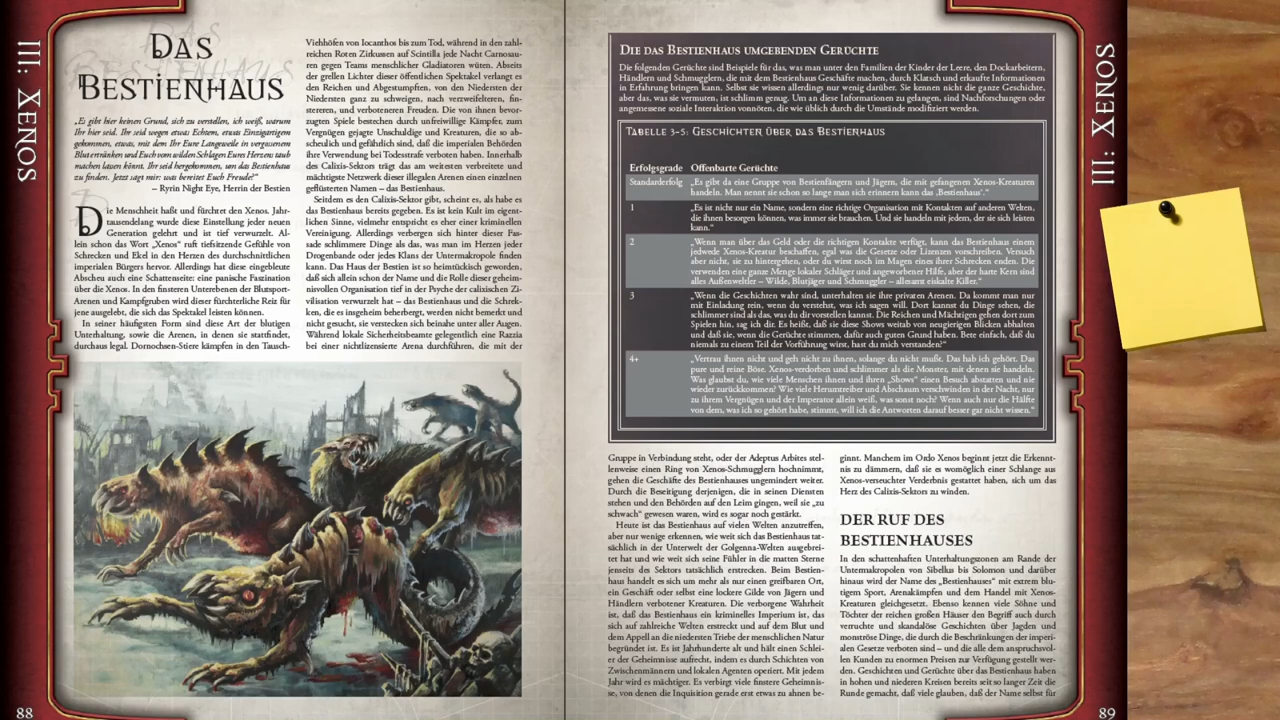 III: XENOS
DAS
BESTIENHAUS
„Es gibt hier keinen Grund, sich zu verstellen, ich weiß, warum
Ihr hier seid. Ihr seid wegen etwas Echtem, etwas Einzigartigem
gekommen, etwas, mit dem Ihr Eure Langeweile in vergossenem
Blut ertränken und Euch vom wilden Schlagen Eures Herzens taub
machen lassen könnt. Ihr seid hergekommen, um das Bestienhaus
zu finden. Jetzt sagt mir: was bereitet Euch Freude?“
– Ryrin Night Eye, Herrin der Bestien
Die Menschheit haßt und fürchtet den Xenos. Jahr-
tausendelang wurde diese Einstellung jeder neuen
Generation gelehrt und ist tief verwurzelt. Al-
lein schon das Wort „Xenos“ ruft tiefsitzende Gefühle von
Schrecken und Ekel in den Herzen des durchschnittlichen
imperialen Bürgers hervor. Allerdings hat diese eingebleute
Abscheu auch eine Schattenseite: eine panische Faszination
über die Xenos. In den finsteren Unterebenen der Blutsport-
Arenen und Kampfgruben wird dieser fürchterliche Reiz für
jene ausgelebt, die sich das Spektakel leisten können.
In seiner häufigsten Form sind diese Art der blutigen
Unterhaltung, sowie die Arenen, in denen sie stattfindet,
durchaus legal. Dornochsen-Stiere kämpfen in den Tausch-
Viehhöfen von Iocanthos bis zum Tod, während in den zahl-
reichen Roten Zirkussen auf Scintilla jede Nacht Carnosau-
ren gegen Teams menschlicher Gladiatoren wüten. Abseits
der grellen Lichter dieser öffentlichen Spektakel verlangt es
den Reichen und Abgestumpften, von den Niedersten der
Niedersten ganz zu schweigen, nach verzweifelteren, fin-
stereren, und verboteneren Freuden. Die von ihnen bevor-
zugten Spiele bestechen durch unfreiwillige Kämpfer, zum
Vergnügen gejagte Unschuldige und Kreaturen, die so ab-
scheulich und gefährlich sind, daß die imperialen Behörden
ihre Verwendung bei Todesstrafe verboten haben. Innerhalb
des Calixis-Sektors trägt das am weitesten verbreitete und
mächtigste Netzwerk dieser illegalen Arenen einen einzelnen
geflüsterten Namen – das Bestienhaus.
Seitdem es den Calixis-Sektor gibt, scheint es, als habe es
das Bestienhaus bereits gegeben. Es ist kein Kult im eigent-
lichen Sinne, vielmehr entspricht es eher einer kriminellen
Vereinigung. Allerdings verbergen sich hinter dieser Fas-
sade schlimmere Dinge als das, was man im Herzen jeder
Drogenbande oder jedes Klans der Untermakropole finden
kann. Das Haus der Bestien ist so heimtückisch geworden,
daß sich allein schon der Name und die Rolle dieser geheim-
nisvollen Organisation tief in der Psyche der calixischen Zi-
vilisation verwurzelt hat – das Bestienhaus und die Schrek-
ken, die es insgeheim beherbergt, werden nicht bemerkt und
nicht gesucht, sie verstecken sich beinahe unter aller Augen.
Während lokale Sicherheitsbeamte gelegentlich eine Razzia
bei einer nichtlizensierte Arena durchführen, die mit der
88
DIE DAS BESTIENHAUS UMGEBENDEN GERÜCHTE
Die folgenden Gerüchte sind Beispiele für das, was man unter den Familien der Kinder der Leere, den Dockarbeitern,
Händlern und Schmugglern, die mit dem Bestienhaus Geschäfte machen, durch Klatsch und erkaufte Informationen
in Erfahrung bringen kann. Selbst sie wissen allerdings nur wenig darüber. Sie kennen nicht die ganze Geschichte,
aber das, was sie vermuten, ist schlimm genug. Um an diese Informationen zu gelangen, sind Nachforschungen oder
angemessene soziale Interaktion vonnöten, die wie üblich durch die Umstände modifiziert werden.
TABELLE 3-5: GESCHICHTEN ÜBER DAS BESTIENHAUS
Erfolgsgrade Offenbarte Gerüchte
Standarderfolg „Es gibt da eine Gruppe von Bestienfängern und Jägern, die mit gefangenen Xenos-Kreaturen
handeln. Man nennt sie schon so lange man sich erinnern kann das ‚Bestienhaus‘.“
1 „Es ist nicht nur ein Name, sondern eine richtige Organisation mit Kontakten auf anderen Welten,
die ihnen besorgen können, was immer sie brauchen. Und sie handeln mit jedem, der sie sich leisten
kann.“
2 „Wenn man über das Geld oder die richtigen Kontakte verfügt, kann das Bestienhaus einem
jedwede Xenos-Kreatur beschaffen, egal was die Gesetze oder Lizenzen vorschreiben. Versuch
aber nicht, sie zu hintergehen, oder du wirst noch im Magen eines ihrer Schrecken enden. Die
verwenden eine ganze Menge lokaler Schläger und angeworbener Hilfe, aber der harte Kern sind
alles Außenweltler – Wilde, Blutjäger und Schmuggler – allesamt eiskalte Killer.“
3 „Wenn die Geschichten wahr sind, unterhalten sie ihre privaten Arenen. Da kommt man nur
mit Einladung rein, wenn du verstehst, was ich sagen will. Dort kannst du Dinge sehen, die
schlimmer sind als das, was du dir vorstellen kannst. Die Reichen und Mächtigen gehen dort zum
Spielen hin, sag ich dir. Es heißt, daß sie diese Shows weitab von neugierigen Blicken abhalten
und daß sie, wenn die Gerüchte stimmen, dafür auch guten Grund haben. Bete einfach, daß du
niemals zu einem Teil der Vorführung wirst, hast du mich verstanden?“
4+ „Vertrau ihnen nicht und geh nicht zu ihnen, solange du nicht mußt. Das hab ich gehört. Das
pure und reine Böse. Xenos-verdorben und schlimmer als die Monster, mit denen sie handeln.
Was glaubst du, wie viele Menschen ihnen und ihren „Shows“ einen Besuch abstatten und nie
wieder zurückkommen? Wie viele Herumtreiber und Abschaum verschwinden in der Nacht, nur
zu ihrem Vergnügen und der Imperator allein weiß, was sonst noch? Wenn auch nur die Hälfte
von dem, was ich so gehört habe, stimmt, will ich die Antworten darauf besser gar nicht wissen.“
Gruppe in Verbindung steht, oder der Adeptus Arbites stel-
lenweise einen Ring von Xenos-Schmugglern hochnimmt,
gehen die Geschäfte des Bestienhauses ungemindert weiter.
Durch die Beseitigung derjenigen, die in seinen Diensten
stehen und den Behörden auf den Leim gingen, weil sie „zu
schwach“ gewesen waren, wird es sogar noch gestärkt.
Heute ist das Bestienhaus auf vielen Welten anzutreffen,
aber nur wenige erkennen, wie weit sich das Bestienhaus tat-
sächlich in der Unterwelt der Golgenna-Welten ausgebrei-
tet hat und wie weit sich seine Fühler in die matten Sterne
jenseits des Sektors tatsächlich erstrecken. Beim Bestien-
haus handelt es sich um mehr als nur einen greifbaren Ort,
ein Geschäft oder selbst eine lockere Gilde von Jägern und
Händlern verbotener Kreaturen. Die verborgene Wahrheit
ist, daß das Bestienhaus ein kriminelles Imperium ist, das
sich auf zahlreiche Welten erstreckt und auf dem Blut und
dem Appell an die niedersten Triebe der menschlichen Natur
begründet ist. Es ist Jahrhunderte alt und hält einen Schlei-
er der Geheimnisse aufrecht, indem es durch Schichten von
Zwischenmännern und lokalen Agenten operiert. Mit jedem
Jahr wird es mächtiger. Es verbirgt viele finstere Geheimnis-
se, von denen die Inquisition gerade erst etwas zu ahnen be-
ginnt. Manchem im Ordo Xenos beginnt jetzt die Erkennt-
nis zu dämmern, daß sie es womöglich einer Schlange aus
Xenos-verseuchter Verderbnis gestattet haben, sich um das
Herz des Calixis-Sektors zu winden.
DER RUF DES
BESTIENHAUSES
In den schattenhaften Unterhaltungszonen am Rande der
Untermakropolen von Sibellus bis Solomon und darüber
hinaus wird der Name des „Bestienhauses“ mit extrem blu-
tigem Sport, Arenakämpfen und dem Handel mit Xenos-
Kreaturen gleichgesetzt. Ebenso kennen viele Söhne und
Töchter der reichen großen Häuser den Begriff auch durch
verruchte und skandalöse Geschichten über Jagden und
monströse Dinge, die durch die Beschränkungen der imperi-
alen Gesetze verboten sind – und die alle dem anspruchsvol-
len Kunden zu enormen Preisen zur Verfügung gestellt wer-
den. Geschichten und Gerüchte über das Bestienhaus haben
in hohen und niederen Kreisen bereits seit so langer Zeit die
Runde gemacht, daß viele glauben, daß der Name selbst für
III: XENOS
89